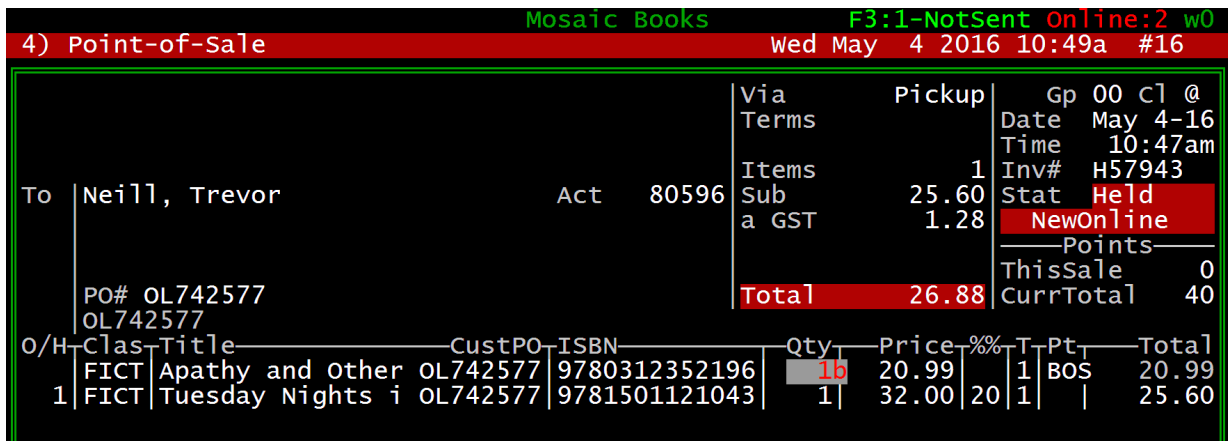 Mosaic Books F3:1-NotSent Online:2 w0
4) Point-of-Sale Wed May 4 2016 10:49a #16
Via Pickup Gp 00 Cl @
Terms Date May 4-16
Time 10:47am
Items 1 Inv# H57943
To Neill, Trevor Act 80596 Sub 25.60 Stat Held
a GST 1.28 NewOnline
Points
ThisSale 0
PO# OL742577 Total 26.88 CurrTotal 40
OL742577
O/H Clas Title CustPO ISBN Qty Price %% T Pt Total
FICT Apathy and Other OL742577 9780312352196 1b 20.99 1 BOS 20.99
1 FICT Tuesday Nights i OL742577 9781501121043 1 32.00 20 1 25.60